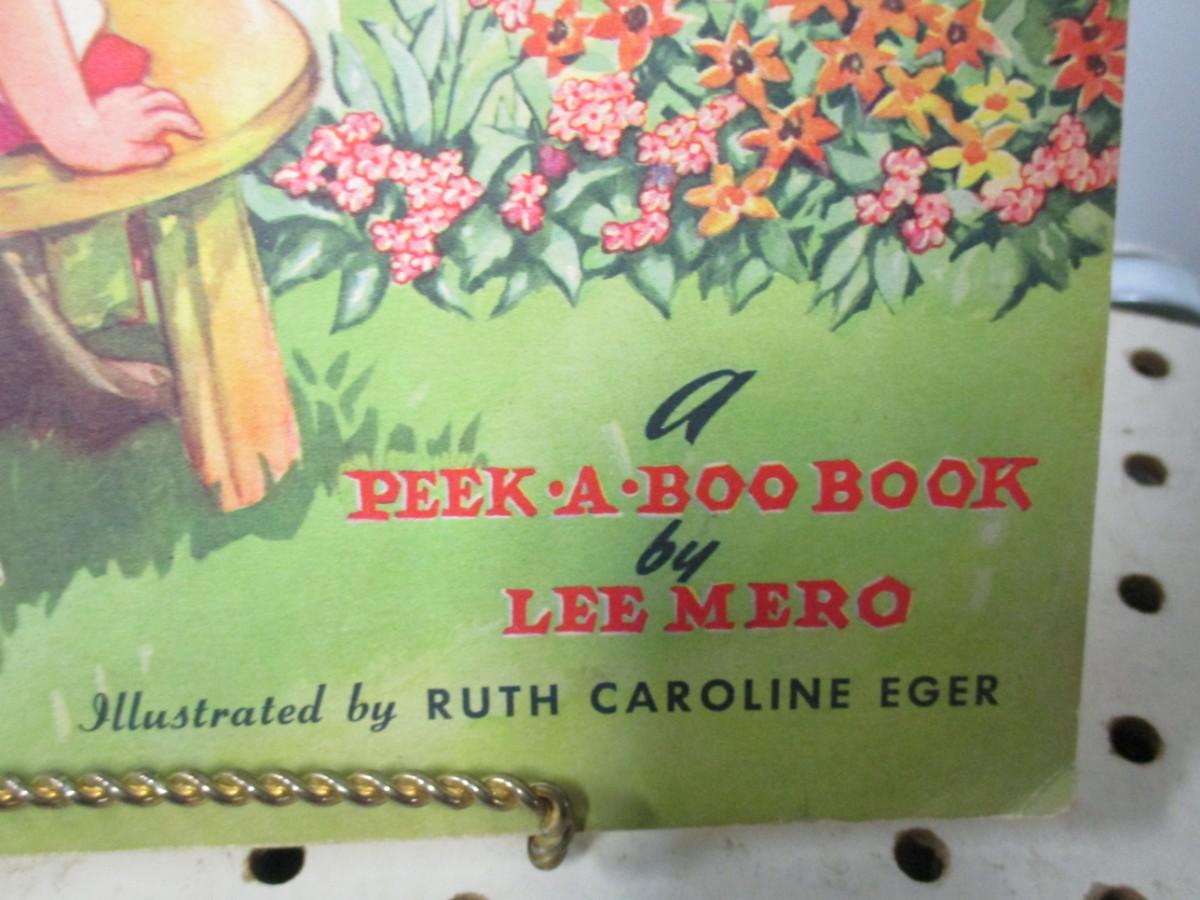 a
PEEK·A·BOO BOOK
by
LEE MERO
Illustrated by RUTH CAROLINE EGER